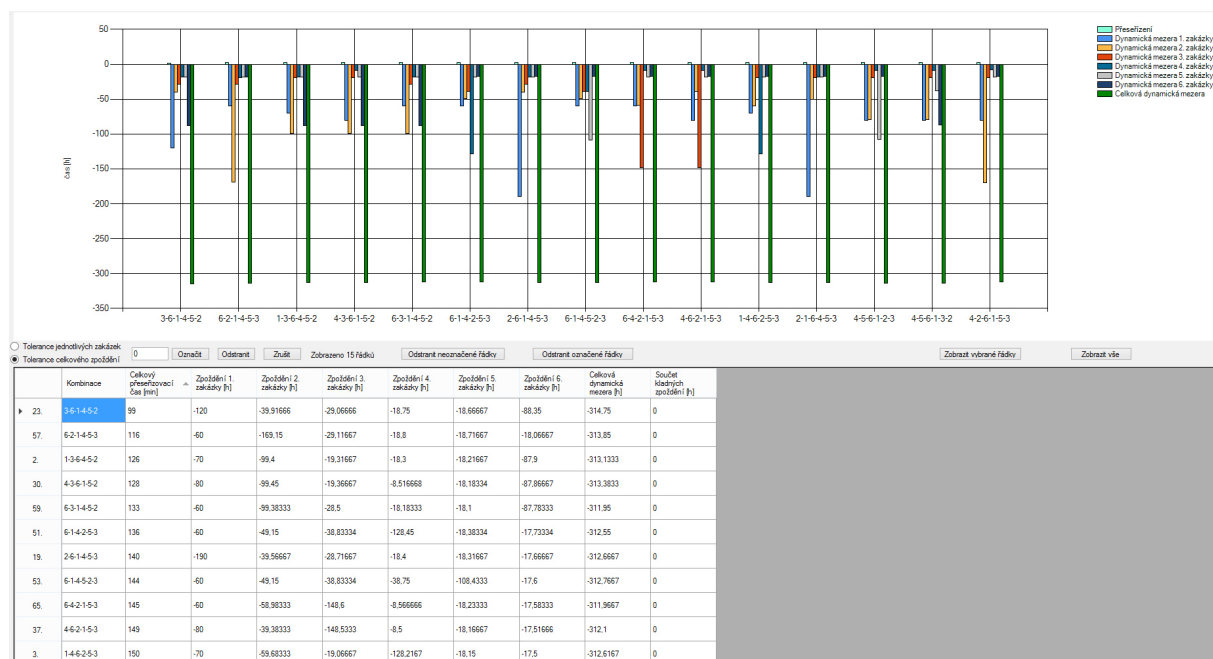 50
0
-50
-100
-150
-200
-250
-300
-350
čas [h]
3-6-1-4-5-2 6-2-1-4-5-3 1-3-6-4-5-2 4-3-6-1-5-2 6-3-1-4-5-2 6-1-4-2-5-3 2-6-1-4-5-3 6-1-4-5-2-3 6-4-2-1-5-3 4-6-2-1-5-3 1-4-6-2-5-3 2-1-6-4-5-3 4-5-6-1-2-3 4-5-6-1-3-2 4-2-6-1-5-3
Přeseřízení
Dynamická mezera 1. zakázky
Dynamická mezera 2. zakázky
Dynamická mezera 3. zakázky
Dynamická mezera 4. zakázky
Dynamická mezera 5. zakázky
Dynamická mezera 6. zakázky
Celková dynamická mezera
Tolerance jednotlivých zakázek
Tolerance celkového zpoždění 0 Označit Odstranit Zrušit Zobrazeno 15 řádků Odstranit neoznačené řádky Odstranit označené řádky Zobrazit vybrané řádky Zobrazit vše
Kombinace Celkový přeseřizovací čas [min] Zpoždění 1. zakázky [h] Zpoždění 2. zakázky [h] Zpoždění 3. zakázky [h] Zpoždění 4. zakázky [h] Zpoždění 5. zakázky [h] Zpoždění 6. zakázky [h] Celková dynamická mezera [h] Součet kladných zpoždění [h]
23. 3-6-1-4-5-2 99 -120 -39,91666 -29,06666 -18,75 -18,66667 -88,35 -314,75 0
57. 6-2-1-4-5-3 116 -60 -169,15 -29,11667 -18,8 -18,71667 -18,06667 -313,85 0
2. 1-3-6-4-5-2 126 -70 -99,4 -19,31667 -18,3 -18,21667 -87,9 -313,1333 0
30. 4-3-6-1-5-2 128 -80 -99,45 -19,36667 -8,516668 -18,18334 -87,86667 -313,3833 0
59. 6-3-1-4-5-2 133 -60 -99,38333 -28,5 -18,18333 -18,1 -87,78333 -311,95 0
51. 6-1-4-2-5-3 136 -60 -49,15 -38,83334 -128,45 -18,38334 -17,73334 -312,55 0
19. 2-6-1-4-5-3 140 -190 -39,56667 -28,71667 -18,4 -18,31667 -17,66667 -312,6667 0
53. 6-1-4-5-2-3 144 -60 -49,15 -38,83334 -38,75 -108,4333 -17,6 -312,7667 0
65. 6-4-2-1-5-3 145 -60 -58,98333 -148,6 -8,566666 -18,23333 -17,58333 -311,9667 0
37. 4-6-2-1-5-3 149 -80 -39,38333 -148,5333 -8,5 -18,16667 -17,51666 -312,1 0
3. 1-4-6-2-5-3 150 -70 -59,68333 -19,06667 -128,2167 -18,15 -17,5 -312,6167 0